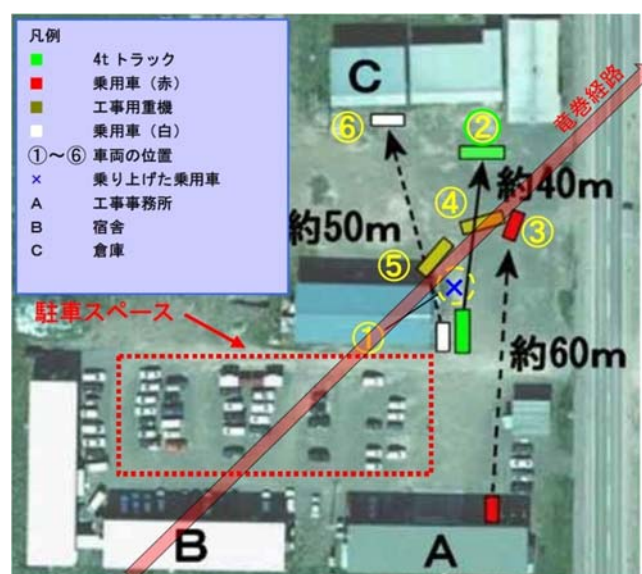 凡例
4t トラック
乗用車（赤）
工事用重機
乗用車（白）
①～⑥ 車両の位置
× 乗り上げた乗用車
A 工事事務所
B 宿舎
C 倉庫
C
竜巻経路
⑥
②
約40m
④
③
約50m
⑤
×
駐車スペース
①
約60m
B
A